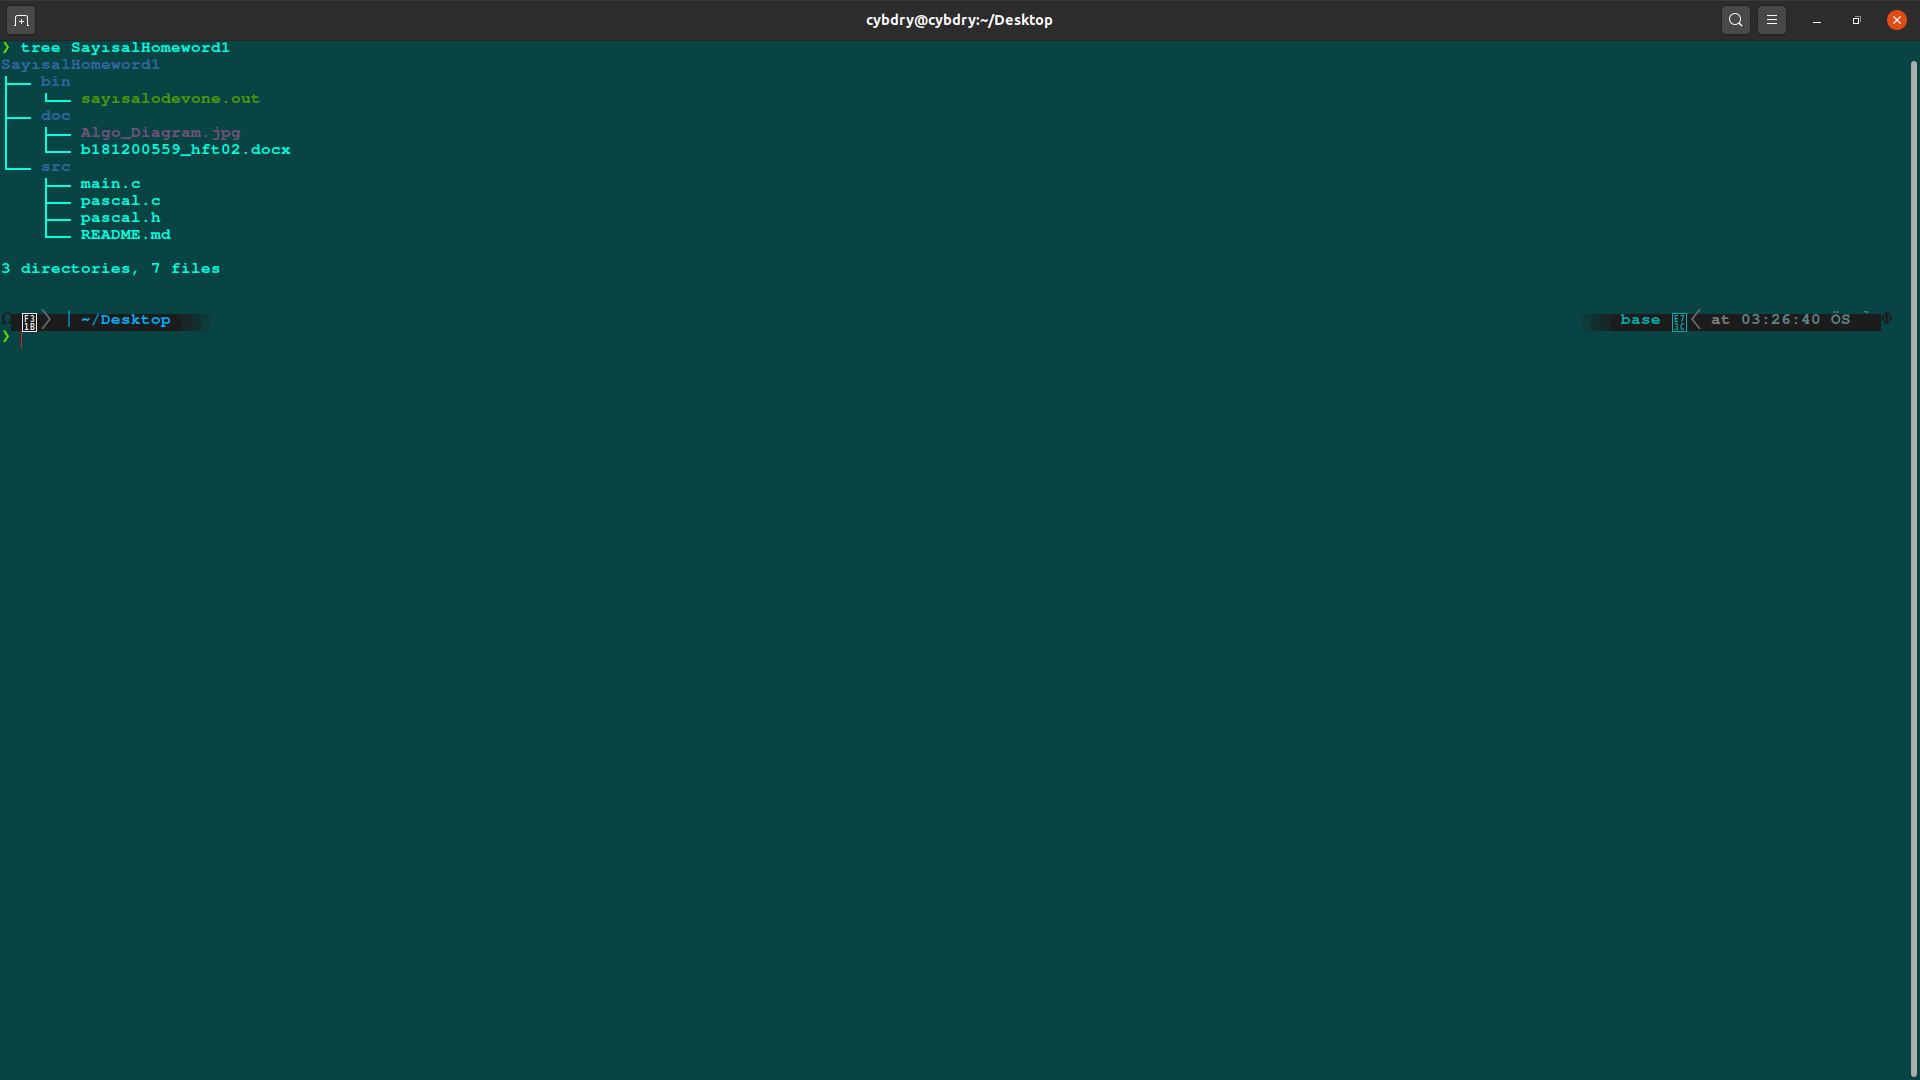 cybdry@cybdry:~/Desktop
❯ tree SayısalHomeword1
SayısalHomeword1
├── bin
│   └── sayısalodevone.out
├── doc
│   ├── Algo_Diagram.jpg
│   └── b181200559_hft02.docx
└── src
    ├── main.c
    ├── pascal.c
    ├── pascal.h
    └── README.md
3 directories, 7 files
~/Desktop base at 03:26:40 ÖS
❯